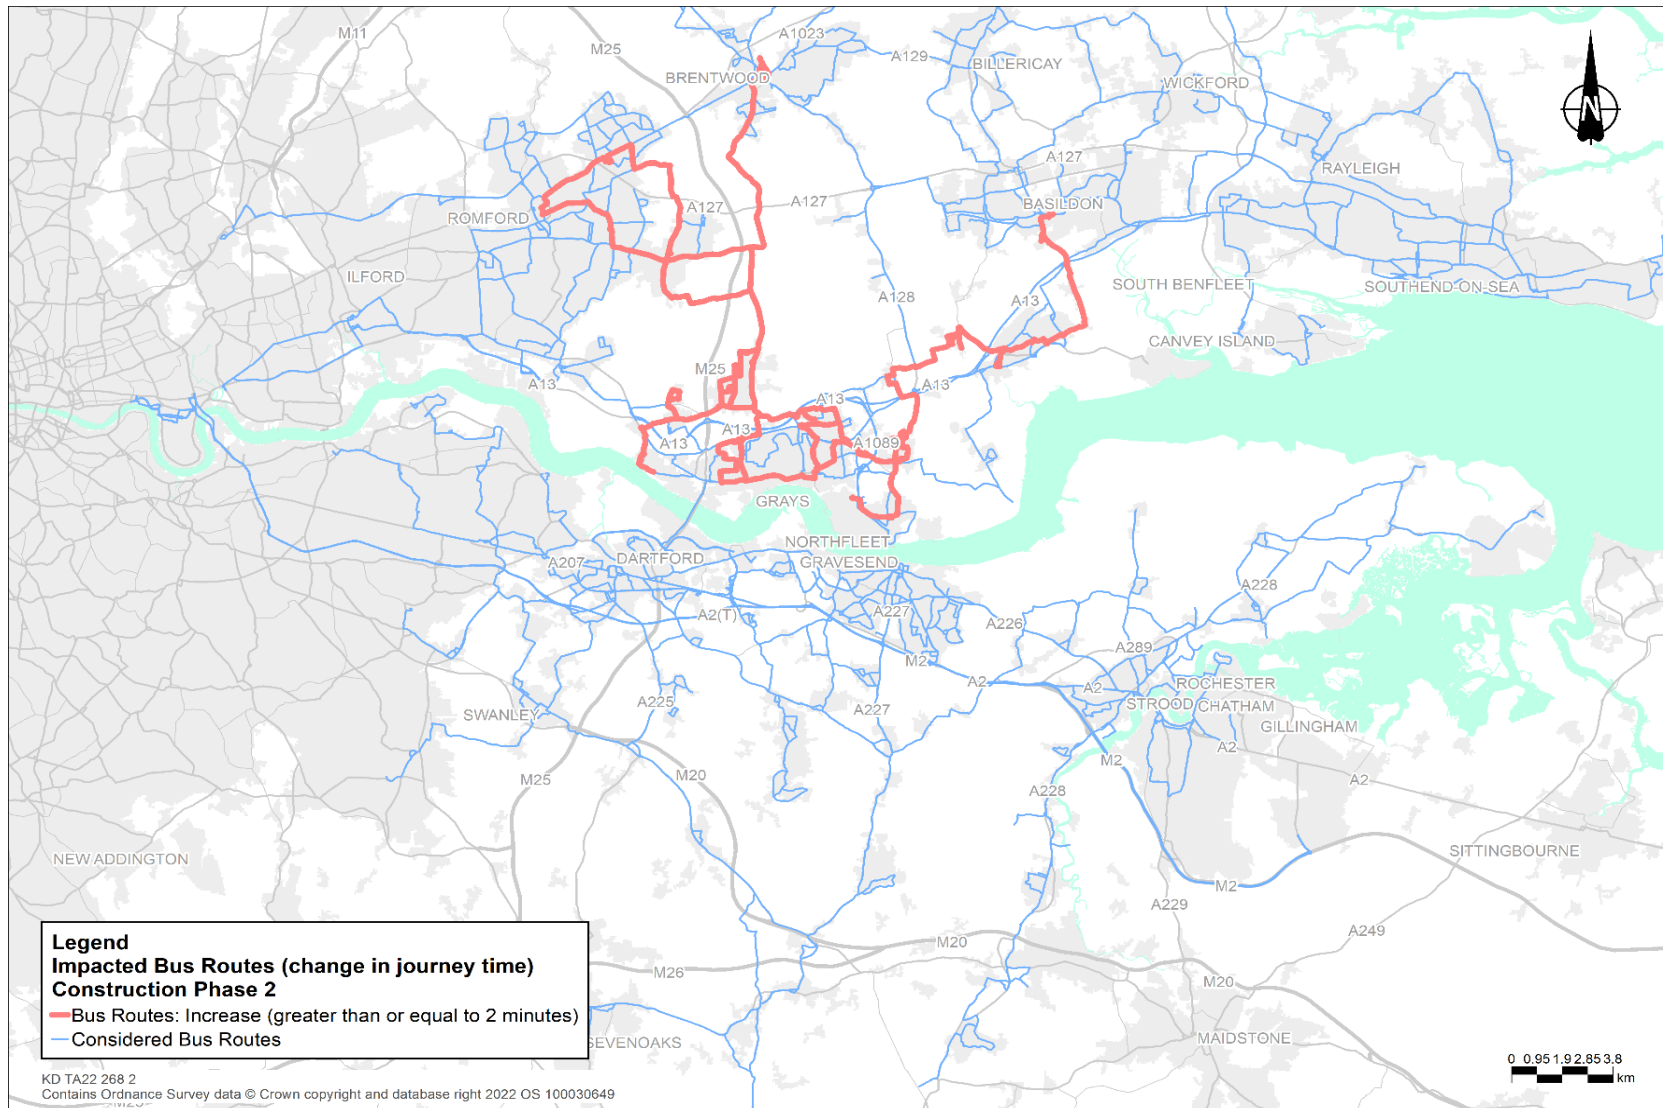 M11
M25
A1023
BRENTWOOD
A129
BILLERICAY
WICKFORD
N
A127
RAYLEIGH
A127
A127
BASILDON
ROMFORD
ILFORD
A128
A13
SOUTH BENFLEET
SOUTHEND-ON-SEA
CANVEY ISLAND
M25
A13
A13
A13
A13
A13
A1089
GRAYS
NORTHFLEET
GRAVESEND
DARTFORD
A207
A2(T)
A227
A226
A228
A289
M2
A2
A2
ROCHESTER
STROOD
CHATHAM
GILLINGHAM
A225
SWANLEY
A227
A2
M2
M25
M20
A228
A2
NEW ADDINGTON
SITTINGBOURNE
M2
A229
A249
M20
M26
M20
SEVENOAKS
MAIDSTONE
Legend
Impacted Bus Routes (change in journey time)
Construction Phase 2
Bus Routes: Increase (greater than or equal to 2 minutes)
Considered Bus Routes
0 0.95 1.9 2.85 3.8
km
KD TA22 268 2
Contains Ordnance Survey data © Crown copyright and database right 2022 OS 100030649
M25